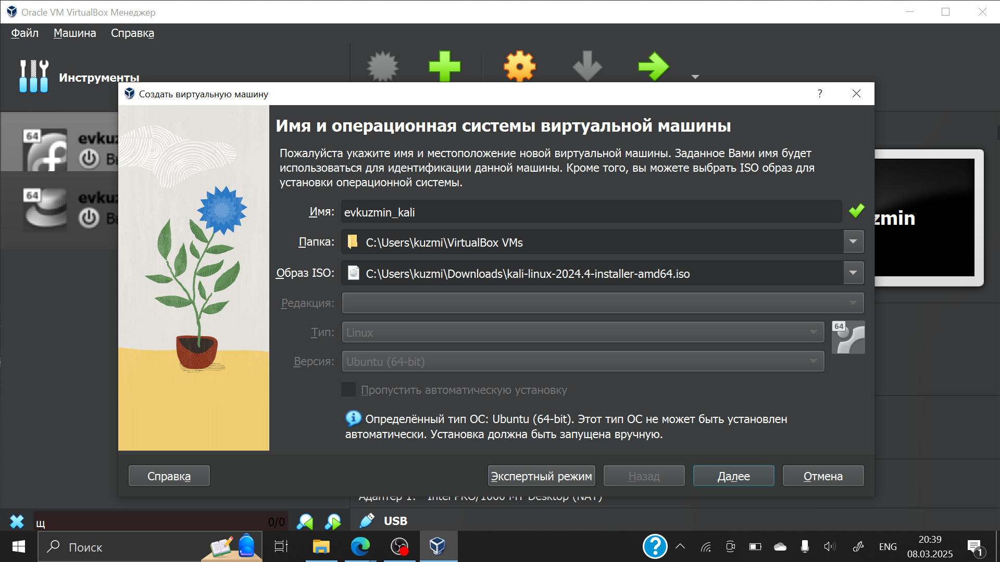 Oracle VM VirtualBox Менеджер
Файл Машина Справка
Инструменты
Создать виртуальную машину ?
Имя и операционная системы виртуальной машины
Пожалуйста укажите имя и местоположение новой виртуальной машины. Заданное Вами имя будет
использоваться для идентификации данной машины. Кроме того, вы можете выбрать ISO образ для
установки операционной системы.
64 evkuz
Вы
64 evkuz
Вы
Имя: evkuzmin_kali
zmin
Папка: C:\Users\kuzmi\VirtualBox VMs
Образ ISO: C:\Users\kuzmi\Downloads\kali-linux-2024.4-installer-amd64.iso
Редакция:
Тип: Linux 64
Версия: Ubuntu (64-bit)
Пропустить автоматическую установку
Определённый тип ОС: Ubuntu (64-bit). Этот тип ОС не может быть установлен
автоматически. Установка должна быть запущена вручную.
Справка Экспертный режим Назад Далее Отмена
Адаптер 1: Intel PRO/1000 MT Desktop (NAT)
щ 0/0 USB
Поиск ? ENG 20:39
08.03.2025 1